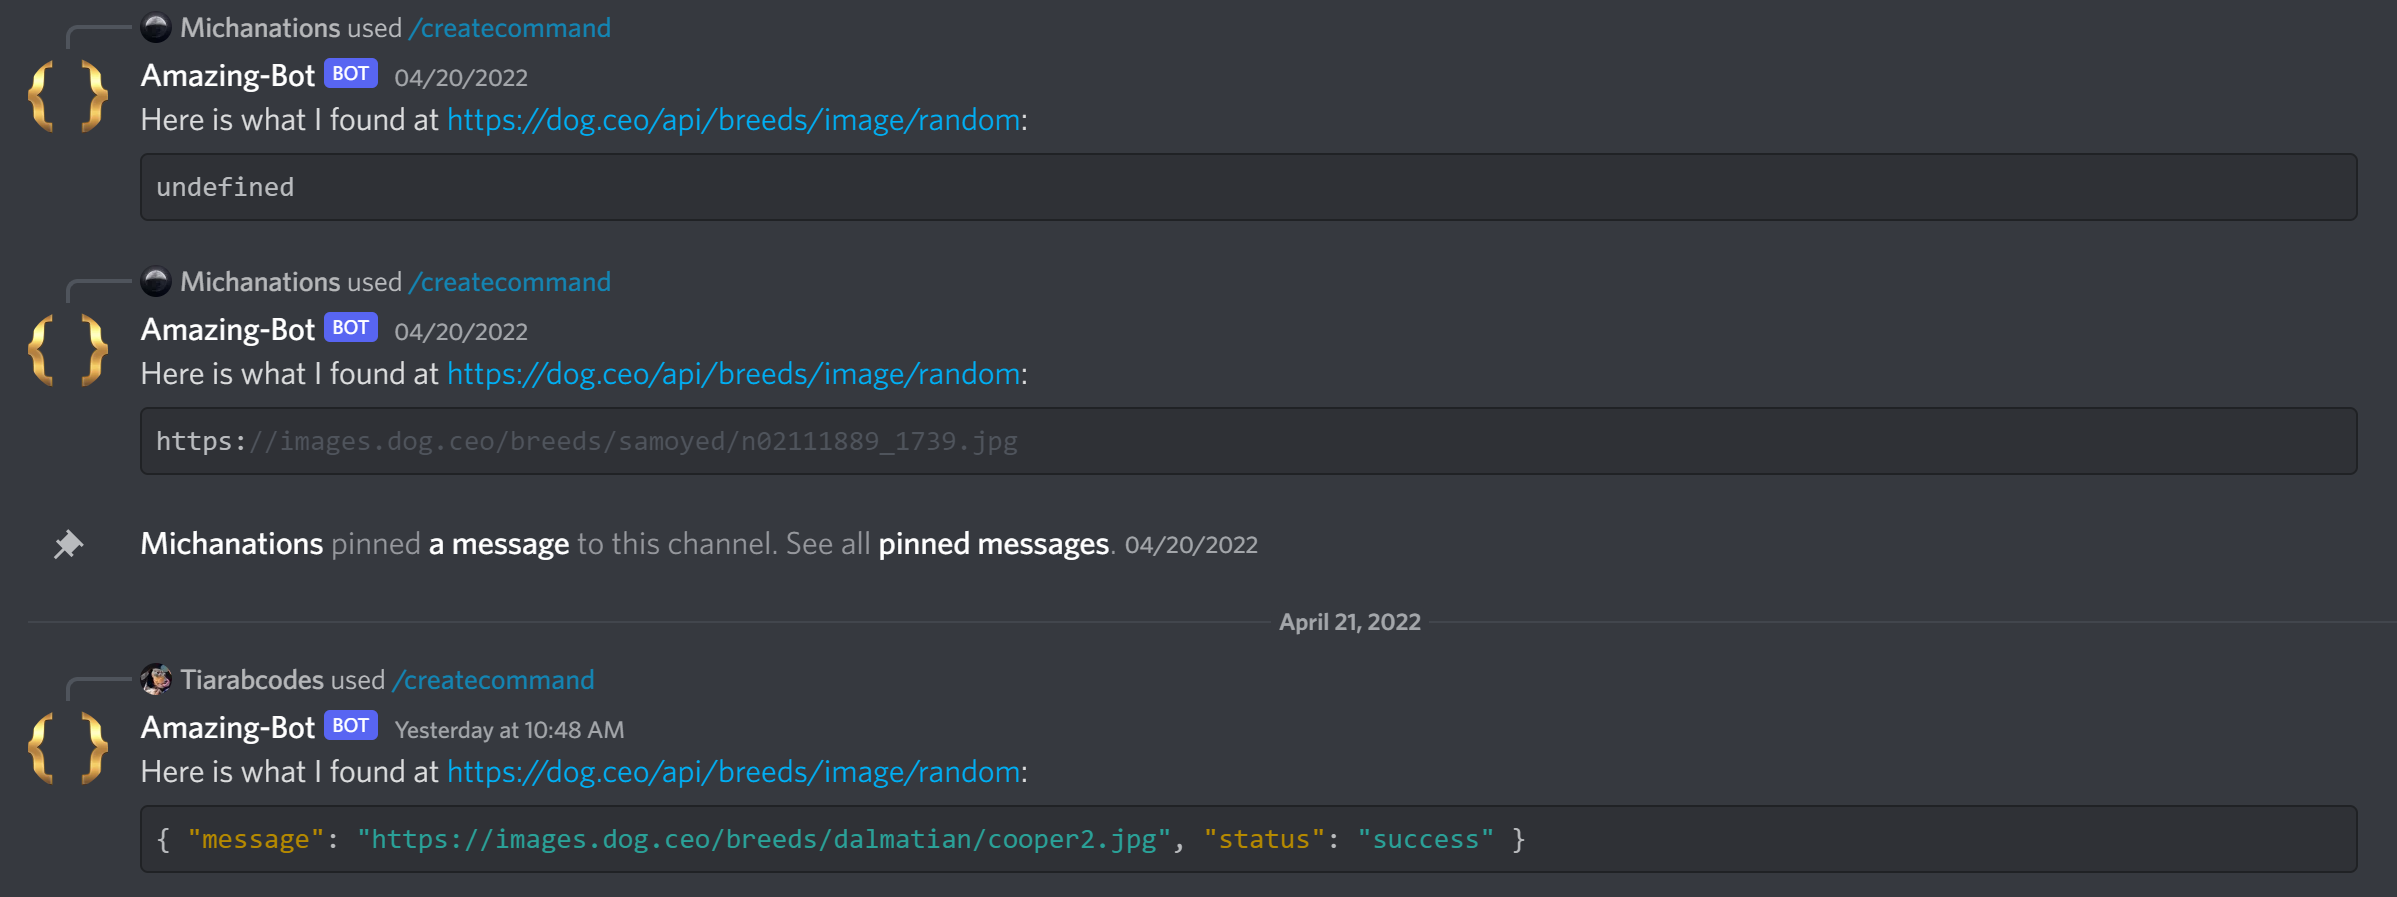 Michanations used /createcommand
Amazing-Bot BOT 04/20/2022
Here is what I found at https://dog.ceo/api/breeds/image/random:
undefined
Michanations used /createcommand
Amazing-Bot BOT 04/20/2022
Here is what I found at https://dog.ceo/api/breeds/image/random:
https://images.dog.ceo/breeds/samoyed/n02111889_1739.jpg
Michanations pinned a message to this channel. See all pinned messages. 04/20/2022
April 21, 2022
Tiarabcodes used /createcommand
Amazing-Bot BOT Yesterday at 10:48 AM
Here is what I found at https://dog.ceo/api/breeds/image/random:
{ "message": "https://images.dog.ceo/breeds/dalmatian/cooper2.jpg", "status": "success" }